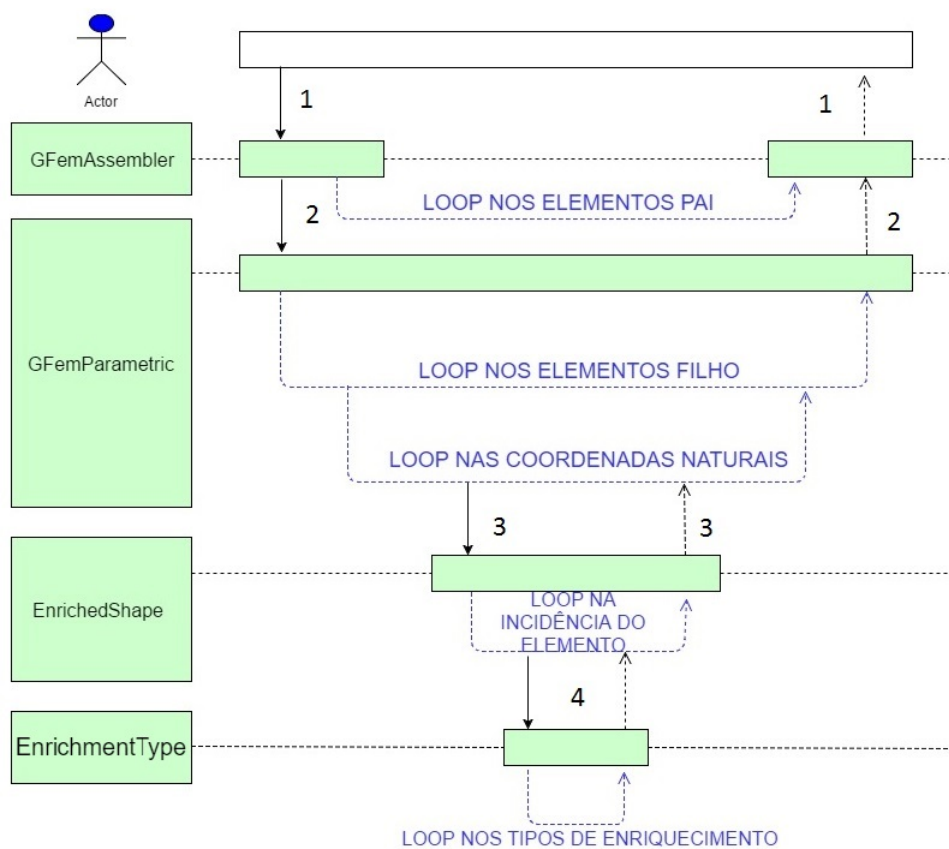 Actor
1
1
GFemAssembler
LOOP NOS ELEMENTOS PAI
2
2
GFemParametric
LOOP NOS ELEMENTOS FILHO
LOOP NAS COORDENADAS NATURAIS
3
3
EnrichedShape
LOOP NA
INCIDÊNCIA DO
ELEMENTO
4
EnrichmentType
LOOP NOS TIPOS DE ENRIQUECIMENTO